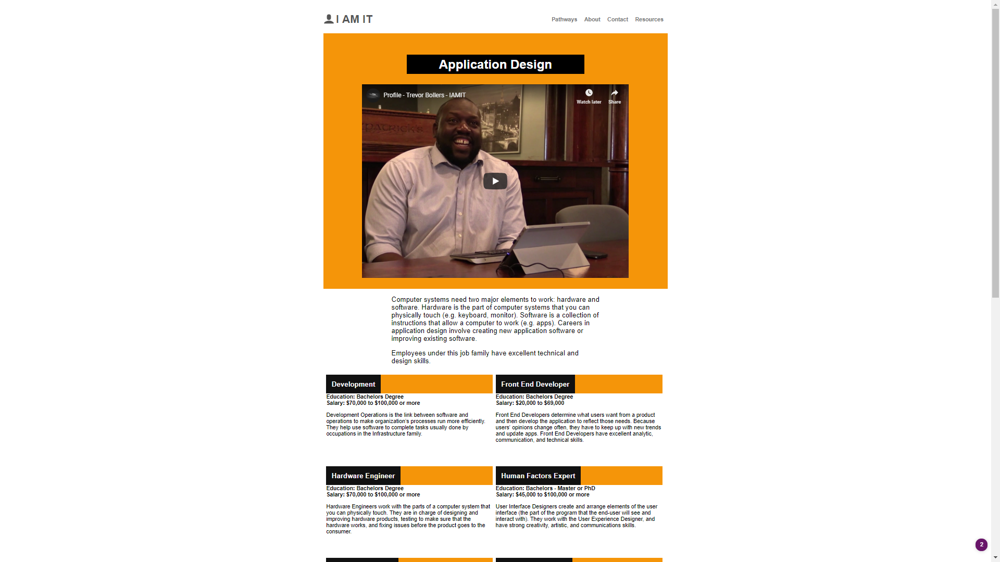 I AM IT
Pathways About Contact Resources
Application Design
Profile - Trevor Bollers - IAMIT
Watch later
Share
PATRICK'S
Computer systems need two major elements to work: hardware and
software. Hardware is the part of computer systems that you can
physically touch (e.g. keyboard, monitor). Software is a collection of
instructions that allow a computer to work (e.g. apps). Careers in
application design involve creating new application software or
improving existing software.
Employees under this job family have excellent technical and
design skills.
Development
Education: Bachelors Degree
Salary: $70,000 to $100,000 or more
Development Operations is the link between software and
operations to make organization's processes run more efficiently.
They help use software to complete tasks usually done by
occupations in the Infrastructure family.
Front End Developer
Education: Bachelors Degree
Salary: $20,000 to $69,000
Front End Developers determine what users want from a product
and then develop the application to reflect those needs. Because
users' opinions change often, they have to keep up with new trends
and update apps. Front End Developers have excellent analytic,
communication, and technical skills.
Hardware Engineer
Education: Bachelors Degree
Salary: $70,000 to $100,000 or more
Hardware Engineers work with the parts of a computer system that
you can physically touch. They are in charge of designing and
improving hardware products, testing to make sure that the
hardware works, and fixing issues before the product goes to the
consumer.
Human Factors Expert
Education: Bachelors - Master or PhD
Salary: $45,000 to $100,000 or more
User Interface Designers create and arrange elements of the user
interface (the part of the program that the end-user will see and
interact with). They work with the User Experience Designer, and
have strong creativity, artistic, and communications skills.
2